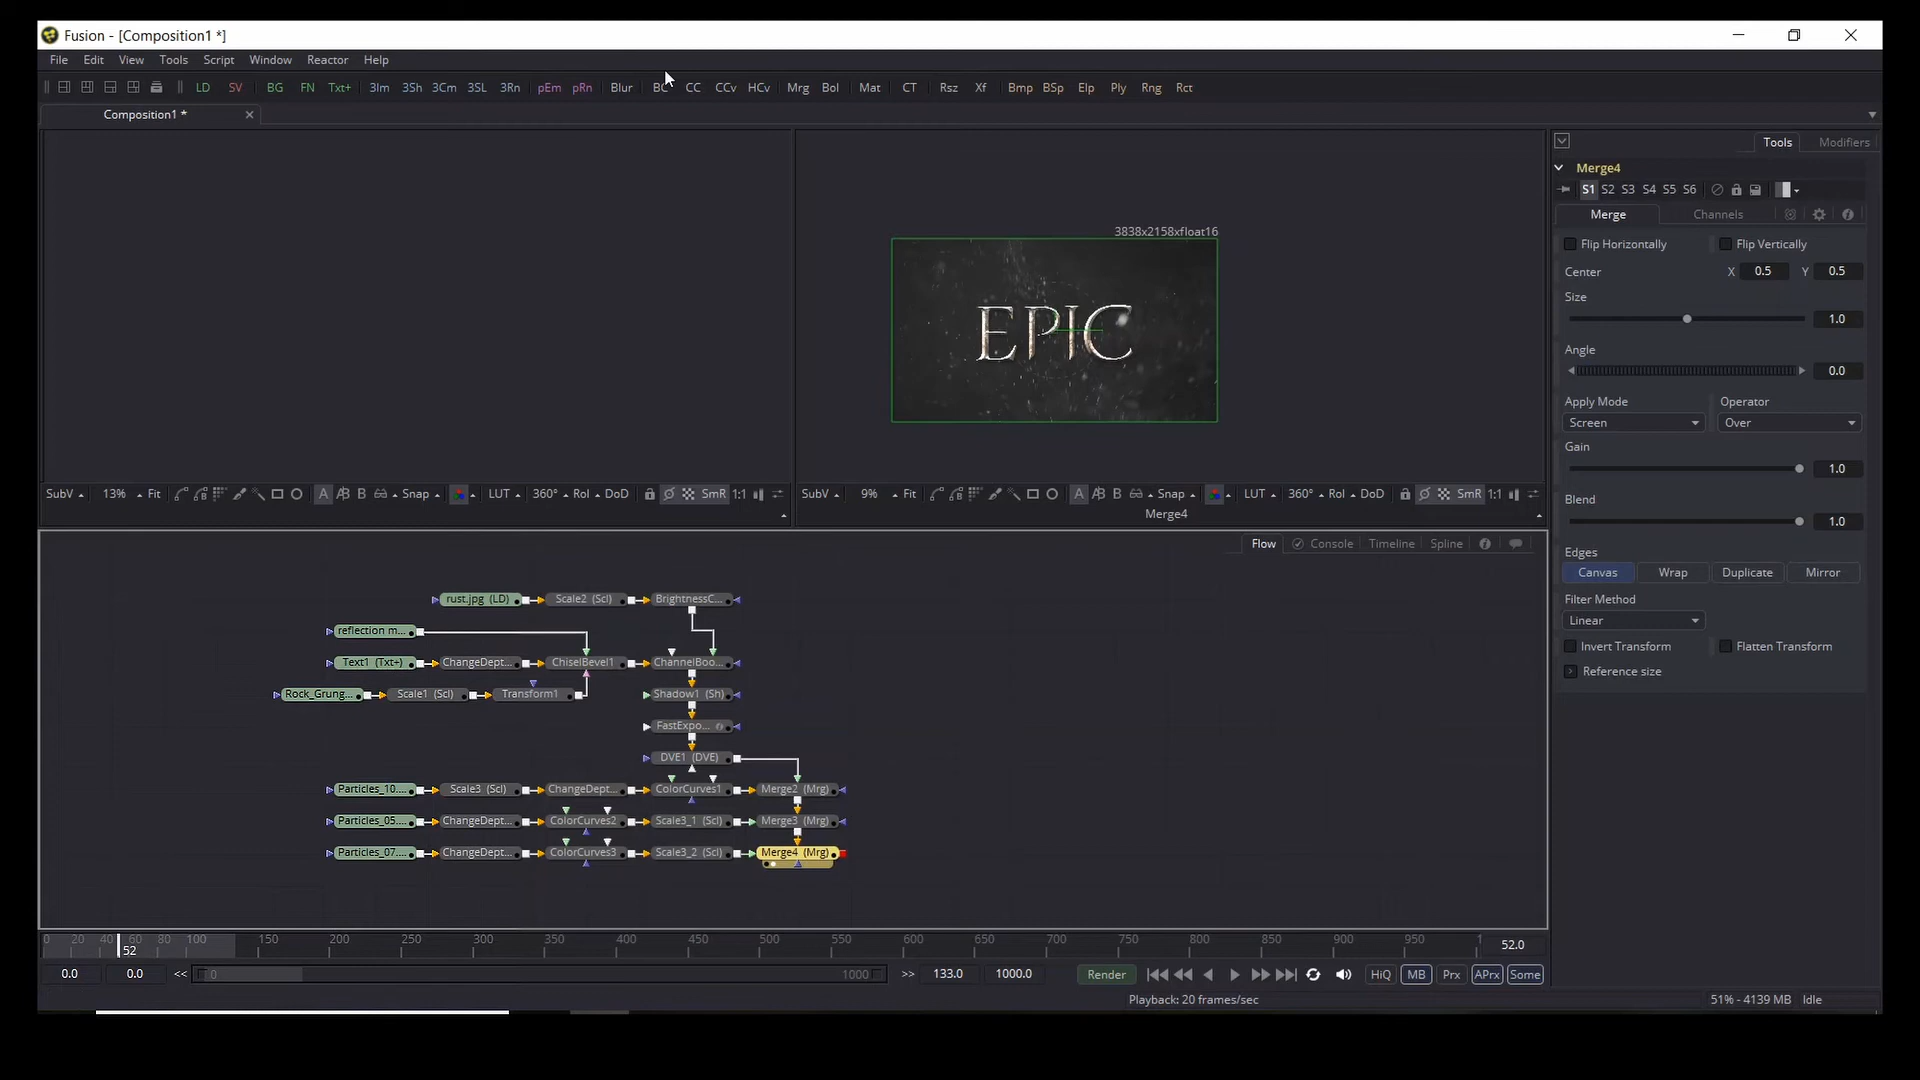 Fusion - [Composition1 *]
File Edit View Tools Script Window Reactor Help
LD SV BG FN Txt+ 3Im 3Sh 3Cm 3SL 3Rn pEm pRn Blur BC CC CCv HCv Mrg Bol Mat CT Rsz Xf Bmp BSp Elp Ply Rng Rct
Composition1 *
3838x2158xfloat16
EPIC
SubV 13% Fit A B Snap LUT 360° RoI DoD SmR 1:1
SubV 9% Fit A B Snap LUT 360° RoI DoD SmR 1:1
Merge4
Flow Console Timeline Spline
rust.jpg (LD) Scale2 (Scl) BrightnessC...
reflection m...
Text1 (Txt+) ChangeDept... ChiselBevel1 ChannelBoo...
Rock_Grung... Scale1 (Scl) Transform1 Shadow1 (Sh)
FastExpo...
DVE1 (DVE)
Particles_10.... Scale3 (Scl) ChangeDept... ColorCurves1 Merge2 (Mrg)
Particles_05.... ChangeDept... ColorCurves2 Scale3_1 (Scl) Merge3 (Mrg)
Particles_07.... ChangeDept... ColorCurves3 Scale3_2 (Scl) Merge4 (Mrg)
0 20 40 60 80 100 150 200 250 300 350 400 450 500 550 600 650 700 750 800 850 900 950 1
52 52.0
0.0 0.0 << 0 1000 >> 133.0 1000.0 Render HiQ MB Prx APrx Some
Playback: 20 frames/sec 51% - 4139 MB Idle
Tools Modifiers
Merge4
S1 S2 S3 S4 S5 S6
Merge Channels
Flip Horizontally Flip Vertically
Center X 0.5 Y 0.5
Size
1.0
Angle
0.0
Apply Mode Operator
Screen Over
Gain
1.0
Blend
1.0
Edges
Canvas Wrap Duplicate Mirror
Filter Method
Linear
Invert Transform Flatten Transform
Reference size